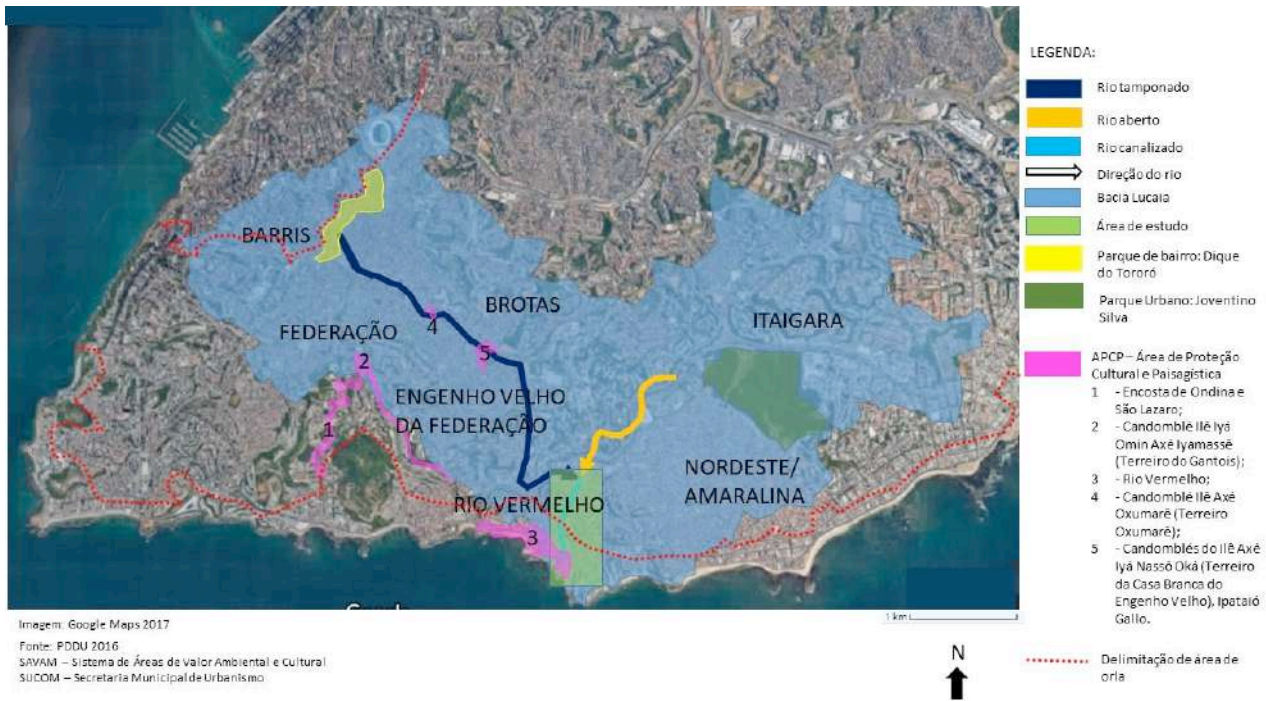 BARRIS
FEDERAÇÃO
BROTAS
ITAIGARA
4
5
2
1
ENGENHO VELHO
DA FEDERAÇÃO
NORDESTE/
AMARALINA
RIO VERMELHO
3
Google
1 km
LEGENDA:
Rio tamponado
Rio aberto
Rio canalizado
Direção do rio
Bacia Lucaia
Área de estudo
Parque de bairro: Dique
do Tororó
Parque Urbano: Joventino
Silva
APCP – Área de Proteção
Cultural e Paisagística
1 - Encosta de Ondina e
São Lazaro;
2 - Candomblé Ilê Iyá
Omin Axé Iyamassê
(Terreiro do Gantois);
3 - Rio Vermelho;
4 - Candomblé Ilê Axé
Oxumarê (Terreiro
Oxumarê);
5 - Candomblés do Ilê Axé
Iyá Nassô Oká (Terreiro
da Casa Branca do
Engenho Velho), Ipataió
Gallo.
Delimitação de área de
orla
Imagem: Google Maps 2017
Fonte: PDDU 2016
SAVAM – Sistema de Áreas de Valor Ambiental e Cultural
SUCOM – Secretaria Municipal de Urbanismo
N